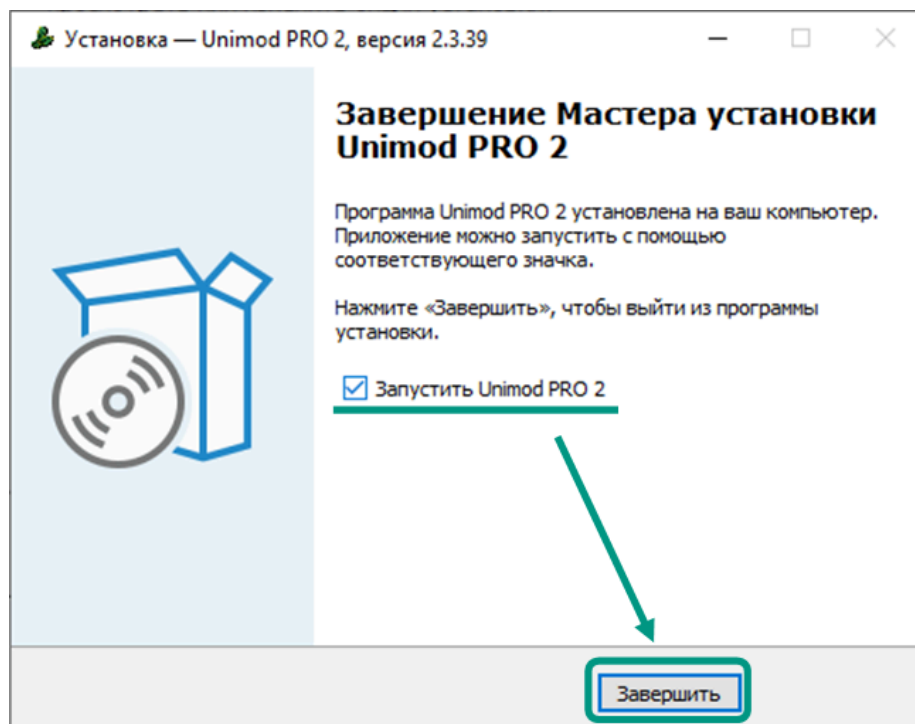 Установка — Unimod PRO 2, версия 2.3.39
Завершение Мастера установки
Unimod PRO 2
Программа Unimod PRO 2 установлена на ваш компьютер.
Приложение можно запустить с помощью
соответствующего значка.
Нажмите «Завершить», чтобы выйти из программы
установки.
Запустить Unimod PRO 2
Завершить